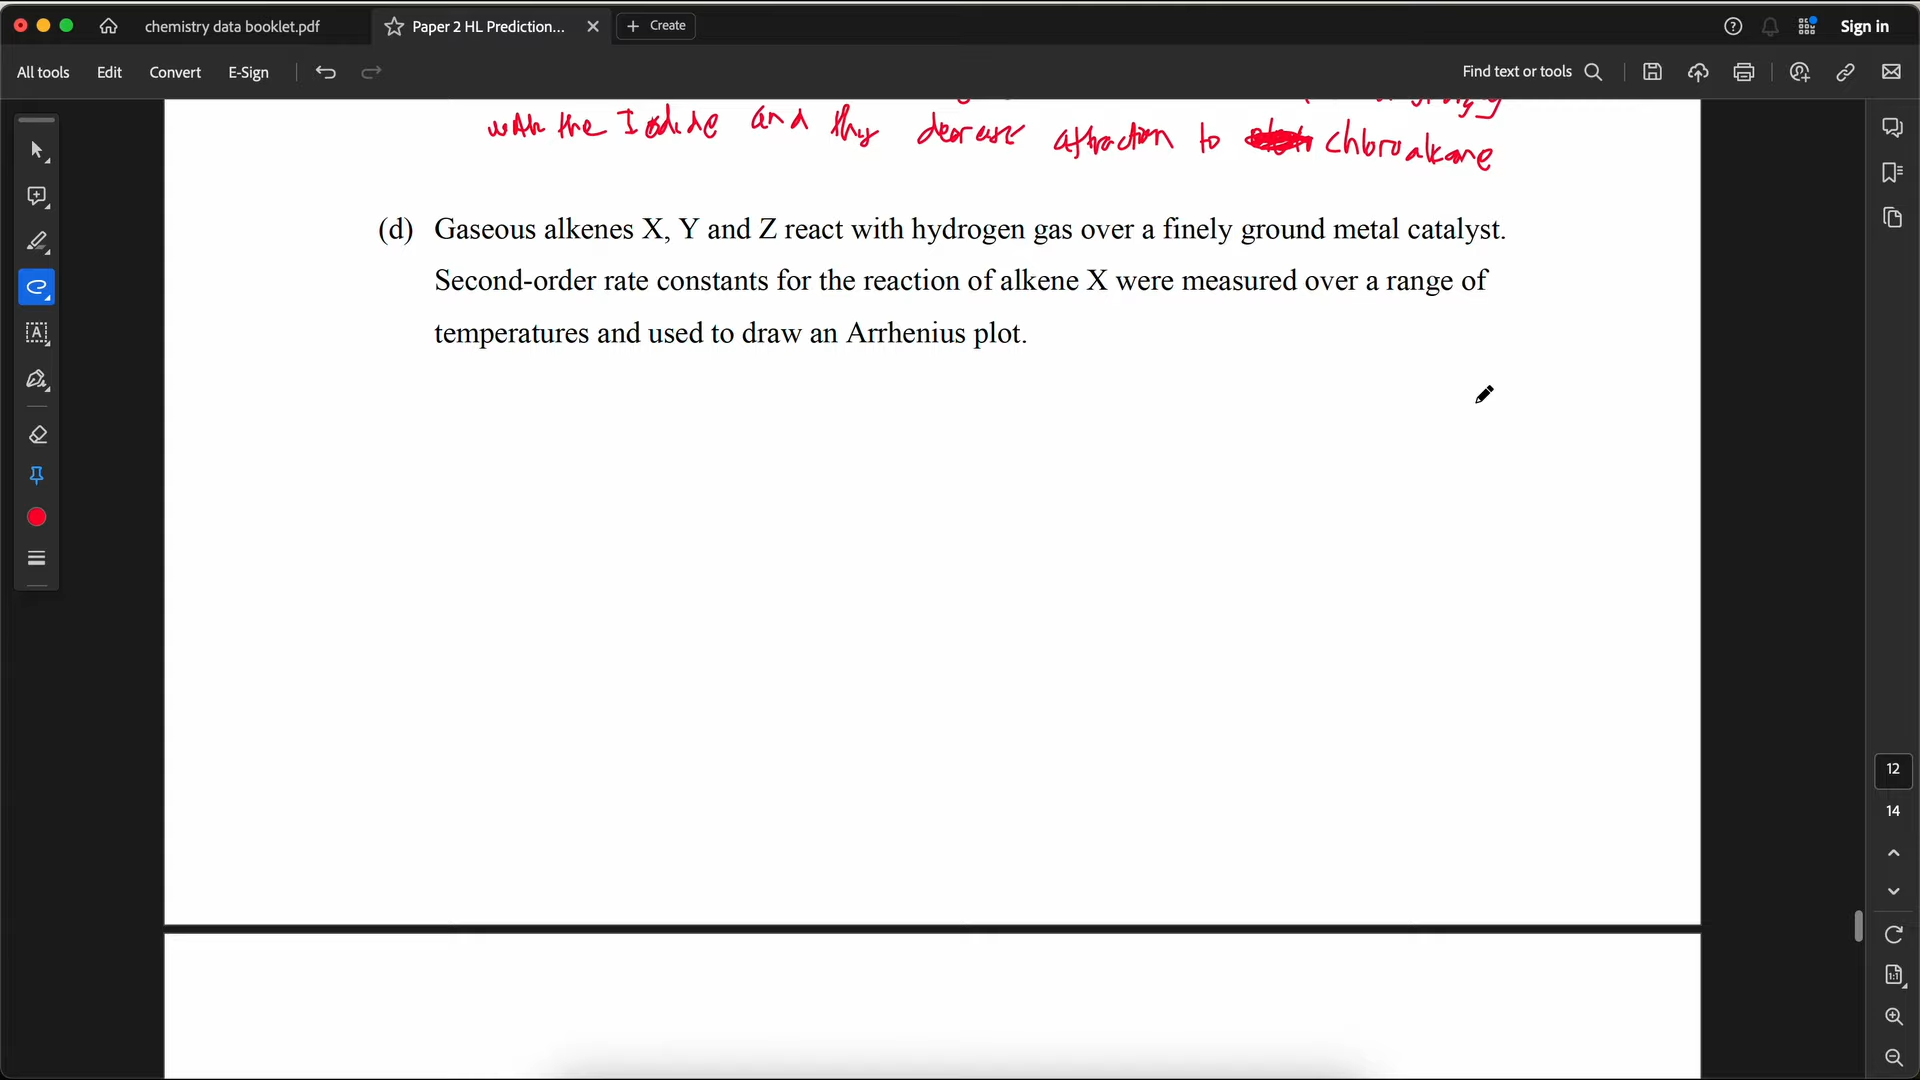 chemistry data booklet.pdf
Paper 2 HL Prediction...
Create
Sign in
All tools
Edit
Convert
E-Sign
Find text or tools
with the Iodide and thus decrease attraction to chloroalkane
(d) Gaseous alkenes X, Y and Z react with hydrogen gas over a finely ground metal catalyst.
Second-order rate constants for the reaction of alkene X were measured over a range of
temperatures and used to draw an Arrhenius plot.
12
14